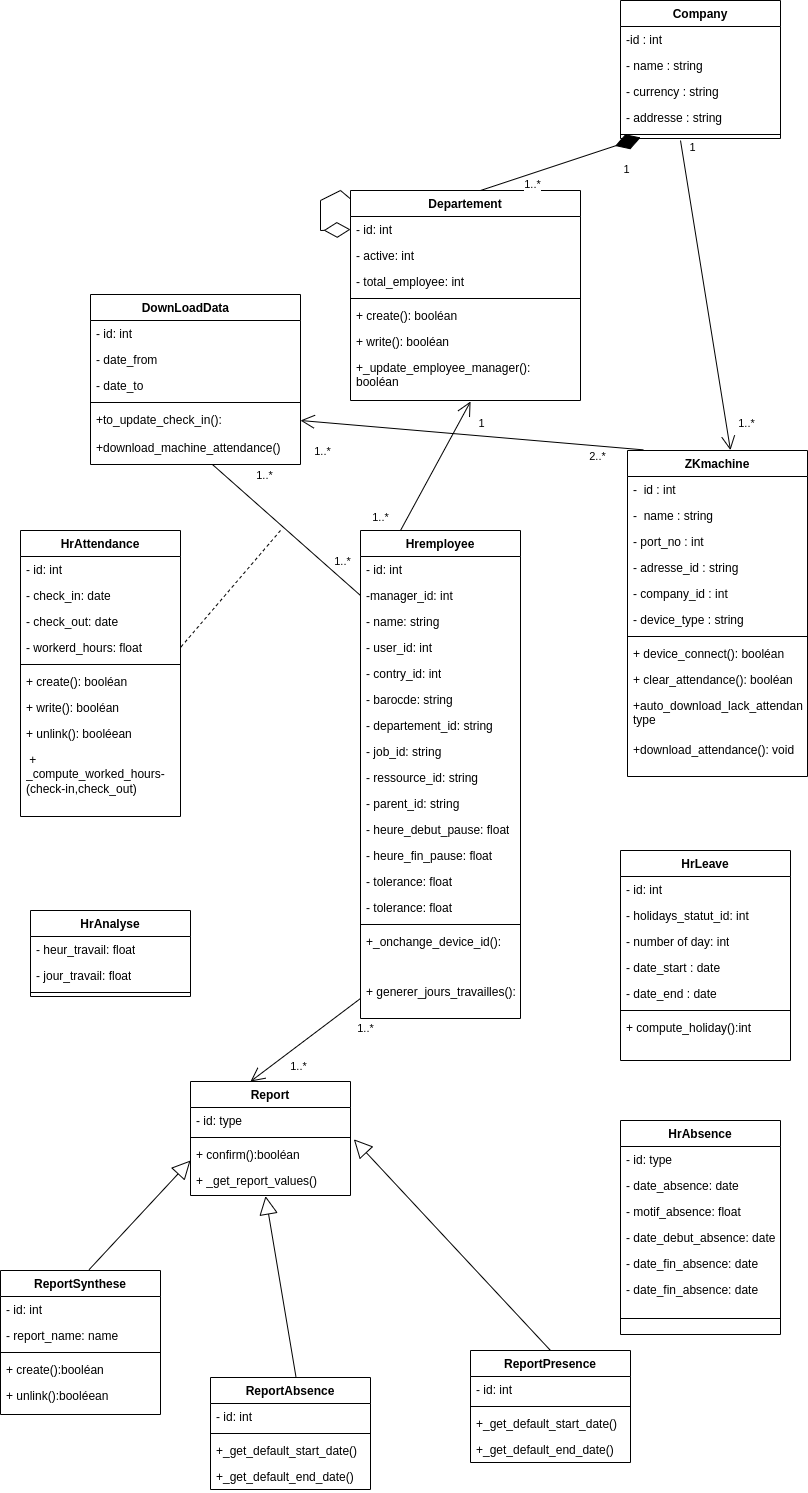 Company
-id : int
- name : string
- currency : string
- addresse : string
1
1
1..*
Departement
- id: int
- active: int
- total_employee: int
+ create(): booléan
+ write(): booléan
+_update_employee_manager():
booléan
DownLoadData
- id: int
- date_from
- date_to
+to_update_check_in():
+download_machine_attendance()
1
1..*
1..*
2..*
1..*
1..*
1..*
ZKmachine
-  id : int
-  name : string
- port_no : int
- adresse_id : string
- company_id : int
- device_type : string
+ device_connect(): booléan
+ clear_attendance(): booléan
+auto_download_lack_attendan
type
+download_attendance(): void
HrAttendance
- id: int
- check_in: date
- check_out: date
- workerd_hours: float
+ create(): booléan
+ write(): booléan
+ unlink(): booléean
+
_compute_worked_hours-
(check-in,check_out)
Hremployee
- id: int
-manager_id: int
- name: string
- user_id: int
- contry_id: int
- barocde: string
- departement_id: string
- job_id: string
- ressource_id: string
- parent_id: string
- heure_debut_pause: float
- heure_fin_pause: float
- tolerance: float
- tolerance: float
+_onchange_device_id():
+ generer_jours_travailles():
HrLeave
- id: int
- holidays_statut_id: int
- number of day: int
- date_start : date
- date_end : date
+ compute_holiday():int
HrAnalyse
- heur_travail: float
- jour_travail: float
1..*
1..*
Report
- id: type
+ confirm():booléan
+ _get_report_values()
HrAbsence
- id: type
- date_absence: date
- motif_absence: float
- date_debut_absence: date
- date_fin_absence: date
- date_fin_absence: date
ReportSynthese
- id: int
- report_name: name
+ create():booléan
+ unlink():booléean
ReportAbsence
- id: int
+_get_default_start_date()
+_get_default_end_date()
ReportPresence
- id: int
+_get_default_start_date()
+_get_default_end_date()